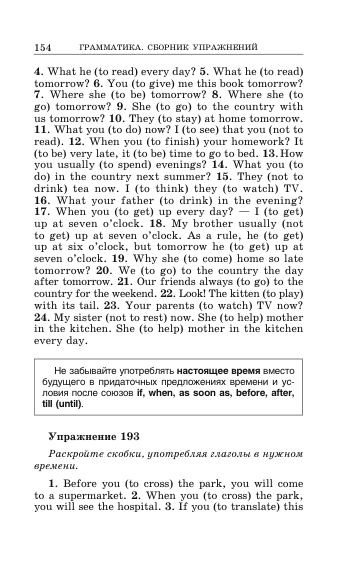 154 ГРАММАТИКА. СБОРНИК УПРАЖНЕНИЙ
4. What he (to read) every day? 5. What he (to read)
tomorrow? 6. You (to give) me this book tomorrow?
7. Where she (to be) tomorrow? 8. Where she (to
go) tomorrow? 9. She (to go) to the country with
us tomorrow? 10. They (to stay) at home tomorrow.
11. What you (to do) now? I (to see) that you (not to
read). 12. When you (to finish) your homework? It
(to be) very late, it (to be) time to go to bed. 13. How
you usually (to spend) evenings? 14. What you (to
do) in the country next summer? 15. They (not to
drink) tea now. I (to think) they (to watch) TV.
16. What your father (to drink) in the evening?
17. When you (to get) up every day? — I (to get)
up at seven o'clock. 18. My brother usually (not
to get) up at seven o'clock. As a rule, he (to get)
up at six o'clock, but tomorrow he (to get) up at
seven o'clock. 19. Why she (to come) home so late
tomorrow? 20. We (to go) to the country the day
after tomorrow. 21. Our friends always (to go) to the
country for the weekend. 22. Look! The kitten (to play)
with its tail. 23. Your parents (to watch) TV now?
24. My sister (not to rest) now. She (to help) mother
in the kitchen. She (to help) mother in the kitchen
every day.
Не забывайте употреблять настоящее время вместо
будущего в придаточных предложениях времени и ус-
ловия после союзов if, when, as soon as, before, after,
till (until).
Упражнение 193
Раскройте скобки, употребляя глаголы в нужном
времени.
1. Before you (to cross) the park, you will come
to a supermarket. 2. When you (to cross) the park,
you will see the hospital. 3. If you (to translate) this